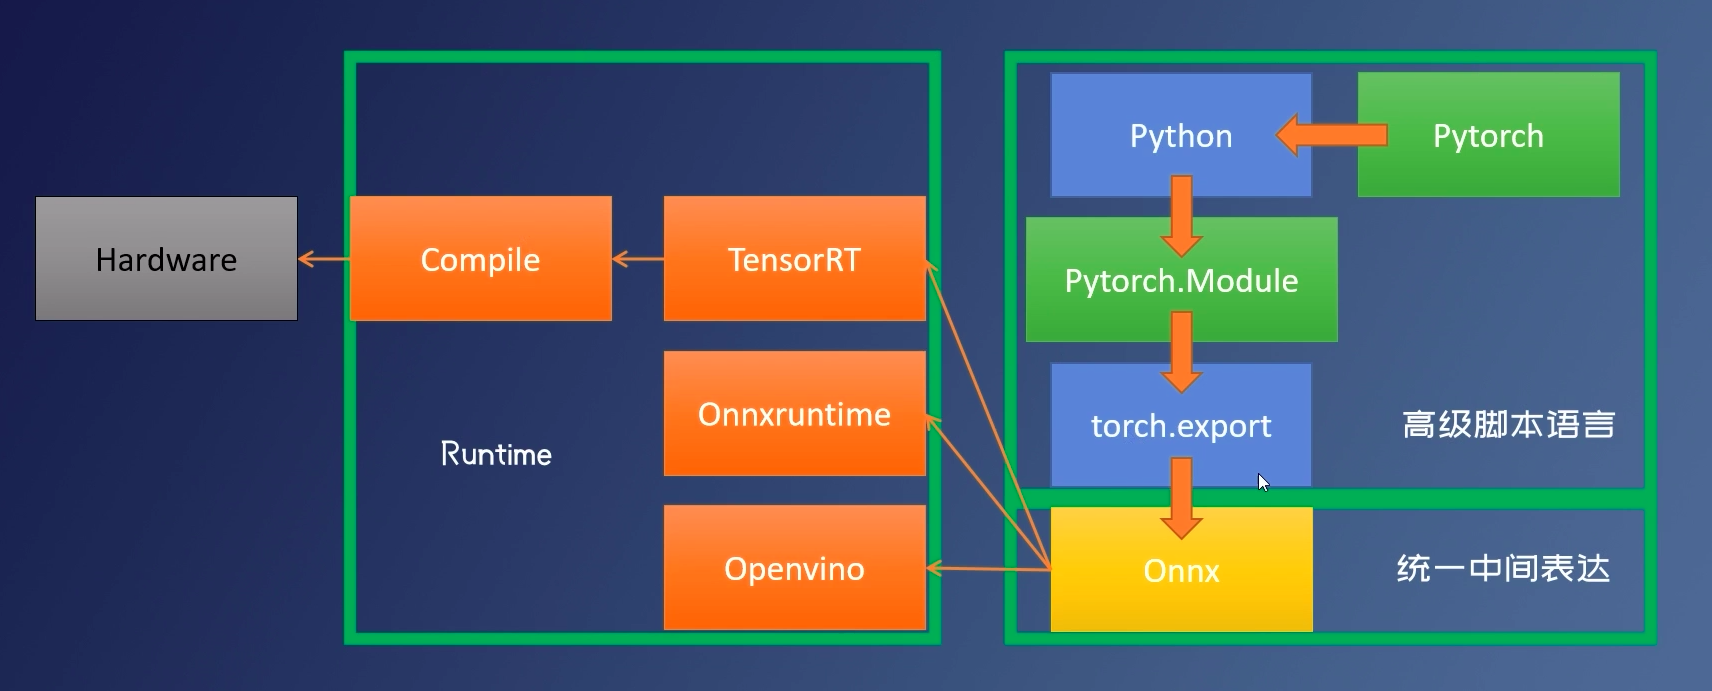 Python
Pytorch
Hardware
Compile
TensorRT
Pytorch.Module
Onnxruntime
torch.export
高级脚本语言
Runtime
Openvino
Onnx
统一中间表达